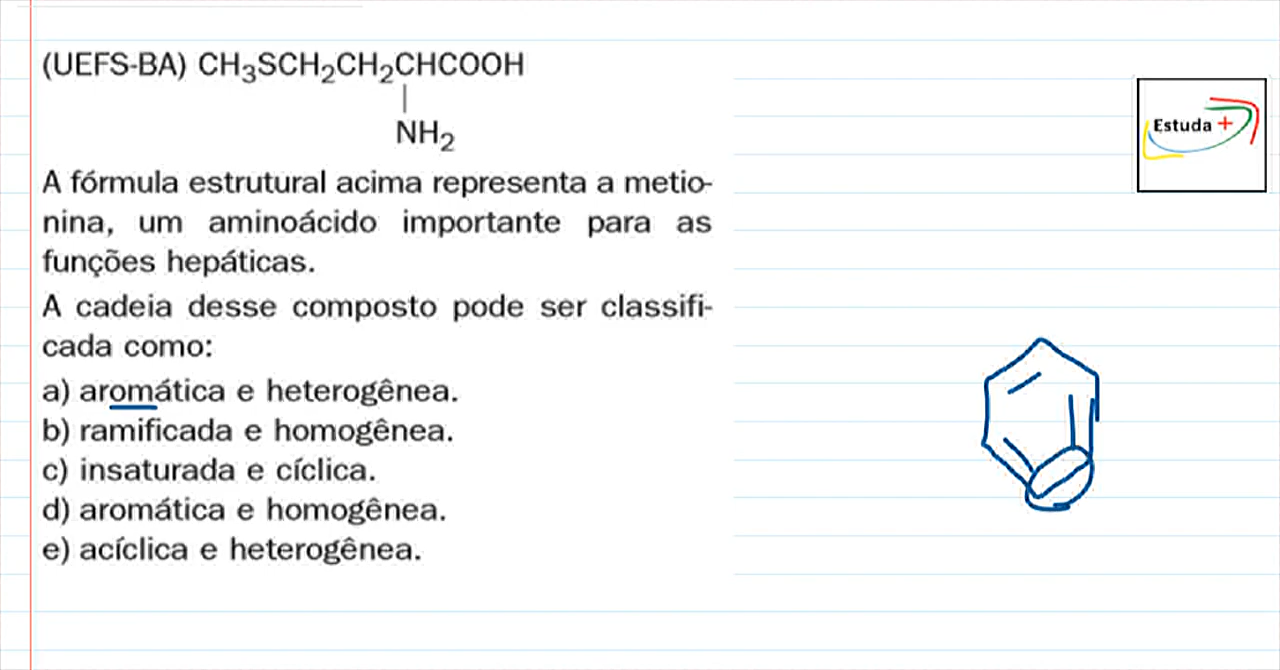 (UEFS-BA) CH₃SCH₂CH₂CHCOOH
|
NH₂
A fórmula estrutural acima representa a metio-
nina, um aminoácido importante para as
funções hepáticas.
A cadeia desse composto pode ser classifi-
cada como:
a) aromática e heterogênea.
b) ramificada e homogênea.
c) insaturada e cíclica.
d) aromática e homogênea.
e) acíclica e heterogênea.
Estuda +